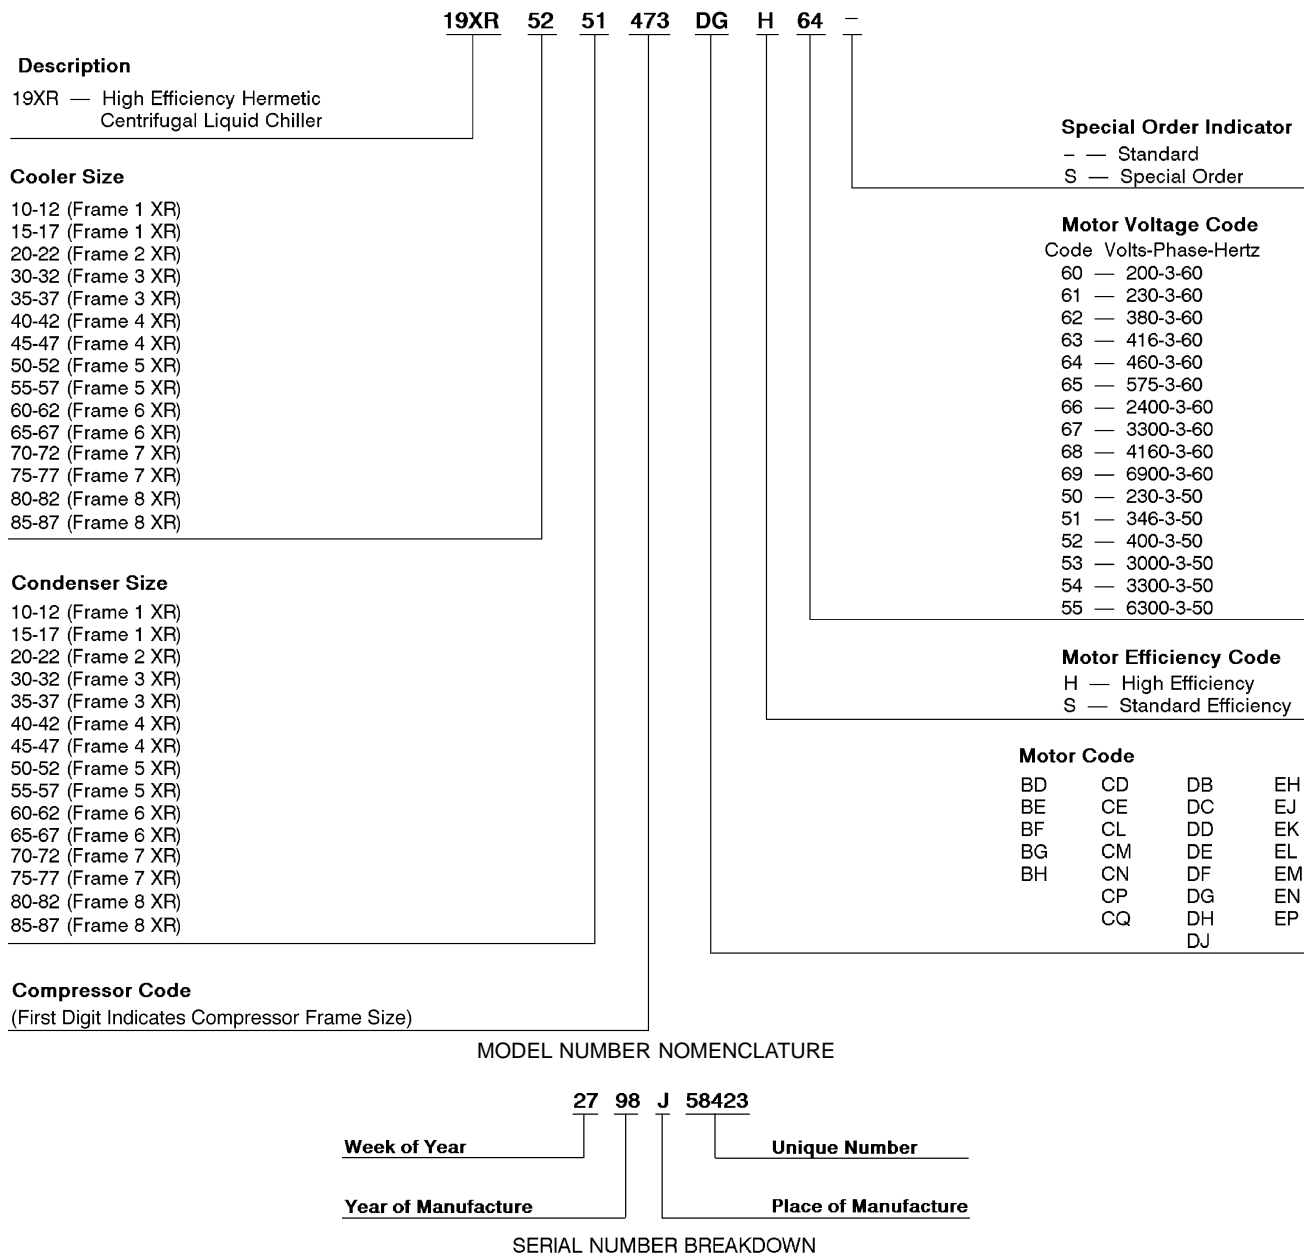 19XR 52 51 473 DG H 64 –
Description
19XR — High Efficiency Hermetic
Centrifugal Liquid Chiller
Cooler Size
10-12 (Frame 1 XR)
15-17 (Frame 1 XR)
20-22 (Frame 2 XR)
30-32 (Frame 3 XR)
35-37 (Frame 3 XR)
40-42 (Frame 4 XR)
45-47 (Frame 4 XR)
50-52 (Frame 5 XR)
55-57 (Frame 5 XR)
60-62 (Frame 6 XR)
65-67 (Frame 6 XR)
70-72 (Frame 7 XR)
75-77 (Frame 7 XR)
80-82 (Frame 8 XR)
85-87 (Frame 8 XR)
Condenser Size
10-12 (Frame 1 XR)
15-17 (Frame 1 XR)
20-22 (Frame 2 XR)
30-32 (Frame 3 XR)
35-37 (Frame 3 XR)
40-42 (Frame 4 XR)
45-47 (Frame 4 XR)
50-52 (Frame 5 XR)
55-57 (Frame 5 XR)
60-62 (Frame 6 XR)
65-67 (Frame 6 XR)
70-72 (Frame 7 XR)
75-77 (Frame 7 XR)
80-82 (Frame 8 XR)
85-87 (Frame 8 XR)
Compressor Code
(First Digit Indicates Compressor Frame Size)
Special Order Indicator
– — Standard
S — Special Order
Motor Voltage Code
Code Volts-Phase-Hertz
60 — 200-3-60
61 — 230-3-60
62 — 380-3-60
63 — 416-3-60
64 — 460-3-60
65 — 575-3-60
66 — 2400-3-60
67 — 3300-3-60
68 — 4160-3-60
69 — 6900-3-60
50 — 230-3-50
51 — 346-3-50
52 — 400-3-50
53 — 3000-3-50
54 — 3300-3-50
55 — 6300-3-50
Motor Efficiency Code
H — High Efficiency
S — Standard Efficiency
Motor Code
BD CD DB EH
BE CE DC EJ
BF CL DD EK
BG CM DE EL
BH CN DF EM
CP DG EN
CQ DH EP
DJ
MODEL NUMBER NOMENCLATURE
27 98 J 58423
Week of Year
Unique Number
Year of Manufacture
Place of Manufacture
SERIAL NUMBER BREAKDOWN